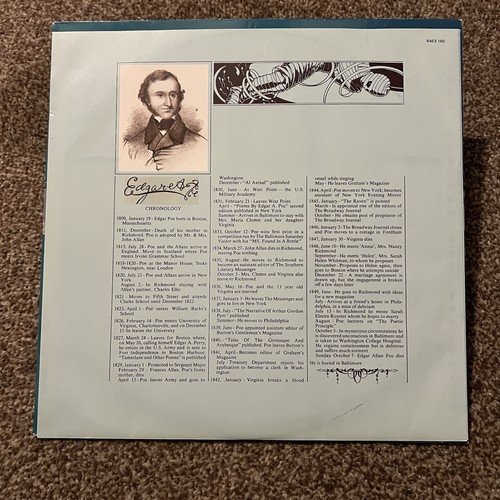 6463 160
Edgar A Poe
CHRONOLOGY
1809, January 19 - Edgar Poe born in Boston,
Massachusetts
1811, December - Death of his mother in
Richmond. Poe is adopted by Mr. & Mrs.
John Allan
1815, July 28 - Poe and the Allans arrive in
England. Move to Scotland where Poe
enters Irvine Grammar School
1818-1820 - Poe at the Manor House, Stoke
Newington, near London
1820, July 21 - Poe and Allans arrive in New
York
August 2 - In Richmond staying with
Allan's partner, Charles Ellis
1821 - Moves to Fifth Street and attends
Clarke School until December 1822
1823, April 1 - Poe enters William Burke's
School
1826, February 14 - Poe enters University of
Virginia, Charlottesville, and on December
15 he leaves the University
1827, March 24 - Leaves for Boston where,
on May 26, calling himself Edgar A. Perry,
he enlists in the U.S. Army and is sent to
Fort Independence in Boston Harbour.
"Tamerlane and Other Poems" is published
1829, January 1 - Promoted to Sergeant Major
February 28 - Frances Allan, Poe's foster
mother, dies
April 15 - Poe leaves Army and goes to
Washington
December - "Al Aaraaf" published
1830, June - At West Point - the U.S.
Military Academy
1831, February 21 - Leaves West Point
April - "Poems By Edgar A. Poe" second
edition published in New York
Summer - Arrives in Baltimore to stay with
Mrs. Maria Clemm and her daughter
Virginia
1833, October 12 - Poe wins first prize in a
competition run by The Baltimore Saturday
Visitor with his "MS. Found In A Bottle"
1834, March 27 - John Allan dies in Richmond,
leaving Poe nothing
1835, August - He moves to Richmond to
become assistant editor of The Southern
Literary Messenger
October 3 - Mrs. Clemm and Virginia also
move to Richmond
1836, May 16 - Poe and the 13 year old
Virginia are married
1837, January 3 - He leaves The Messenger and
goes to live in New York
1838, July - "The Narrative Of Arthur Gordon
Pym" published
Summer - He moves to Philadelphia
1839, June - Poe appointed assistant editor of
Burton's Gentleman's Magazine
1840, - "Tales Of The Grotesque And
Arabesque" published. Poe leaves Burton's
1841, April - Becomes editor of Graham's
Magazine
July - Treasury Department rejects his
application to become a clerk in Wash-
ington
1842, January - Virginia breaks a blood
vessel while singing
May - He leaves Graham's Magazine
1844, April - Poe moves to New York; becomes
assistant of New York Evening Mirror
1845, January - "The Raven" is printed
March - Is appointed one of the editors of
The Broadway Journal
October - He obtains post of proprietor of
The Broadway Journal
1846, January 3 - The Broadway Journal closes
and Poe moves to a cottage in Fordham
1847, January 30 - Virginia dies
1848, June 10 - He meets "Annie", Mrs. Nancy
Richmond
September - He meets "Helen", Mrs. Sarah
Helen Whitman, to whom he proposes
November - Proposes to Helen again, then
goes to Boston where he attempts suicide
December 22 - A marriage agreement is
drawn up, but the engagement is broken
off a few days later
1849, June - He goes to Richmond with ideas
for a new magazine
July - Arrives at a friend's home in Phila-
delphia, in a state of delirium
July 13 - In Richmond he meets Sarah
Elmira Royster whom he hopes to marry
August - Poe lectures on "The Poetic
Principle"
October 3 - In mysterious circumstances he
is discovered unconscious in Baltimore and
is taken to Washington College Hospital.
He regains consciousness but is delirious
and suffers much torment.
Sunday October 7 - Edgar Allan Poe dies
He is buried in Baltimore